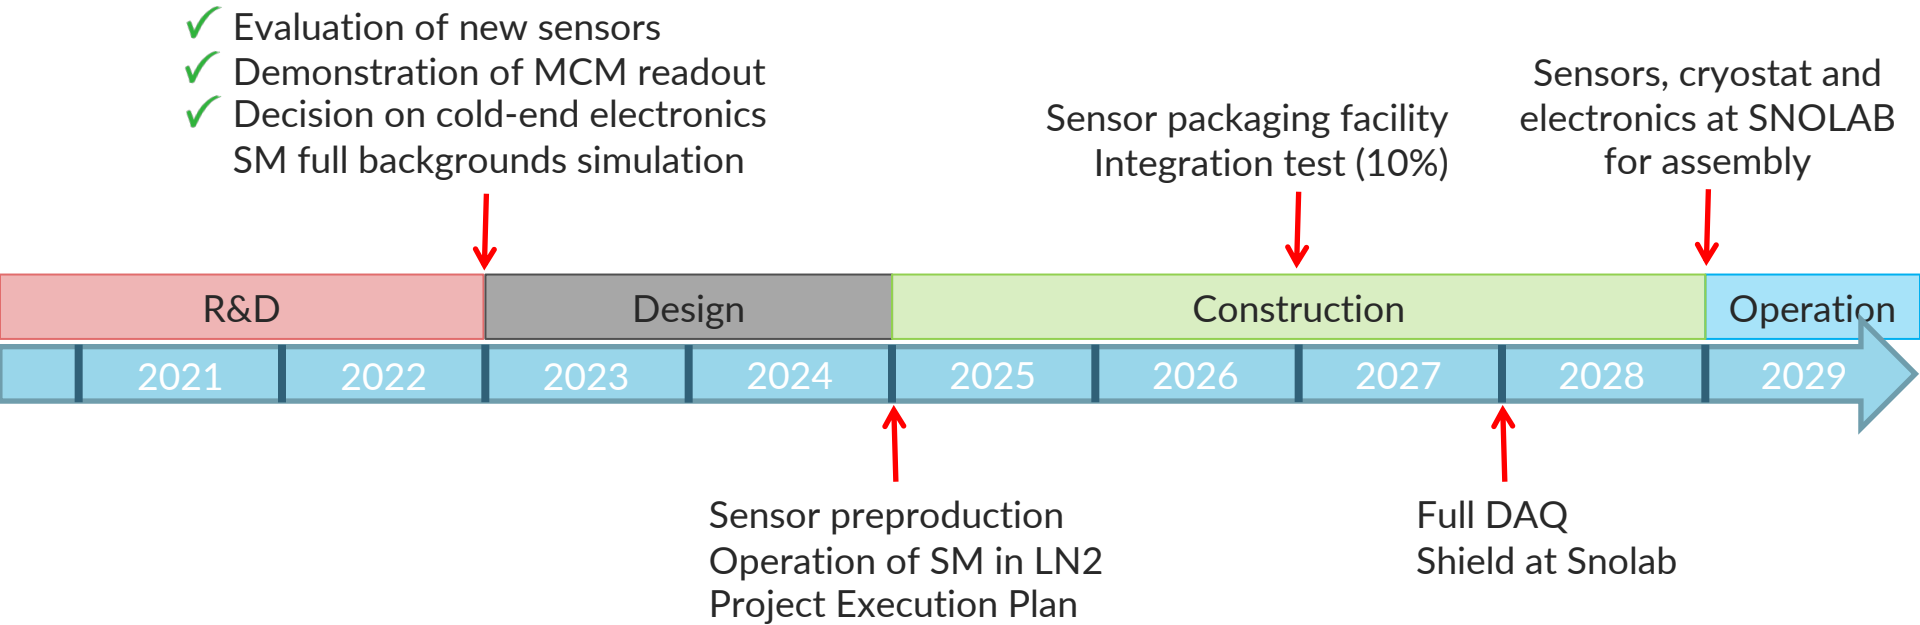 Evaluation of new sensors
Demonstration of MCM readout
Decision on cold-end electronics
SM full backgrounds simulation
Sensor packaging facility
Integration test (10%)
Sensors, cryostat and
electronics at SNOLAB
for assembly
R&D
Design
Construction
Operation
2021
2022
2023
2024
2025
2026
2027
2028
2029
Sensor preproduction
Operation of SM in LN2
Project Execution Plan
Full DAQ
Shield at Snolab